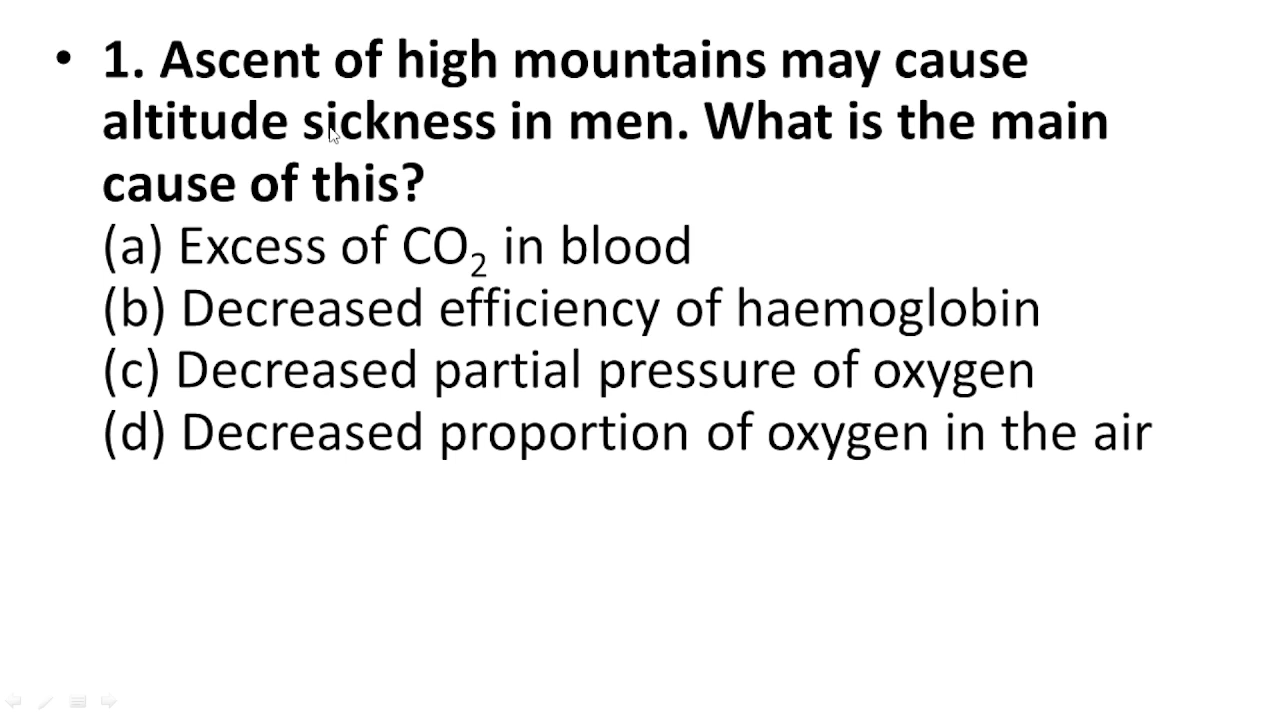 • 1. Ascent of high mountains may cause
altitude sickness in men. What is the main
cause of this?
(a) Excess of CO₂ in blood
(b) Decreased efficiency of haemoglobin
(c) Decreased partial pressure of oxygen
(d) Decreased proportion of oxygen in the air